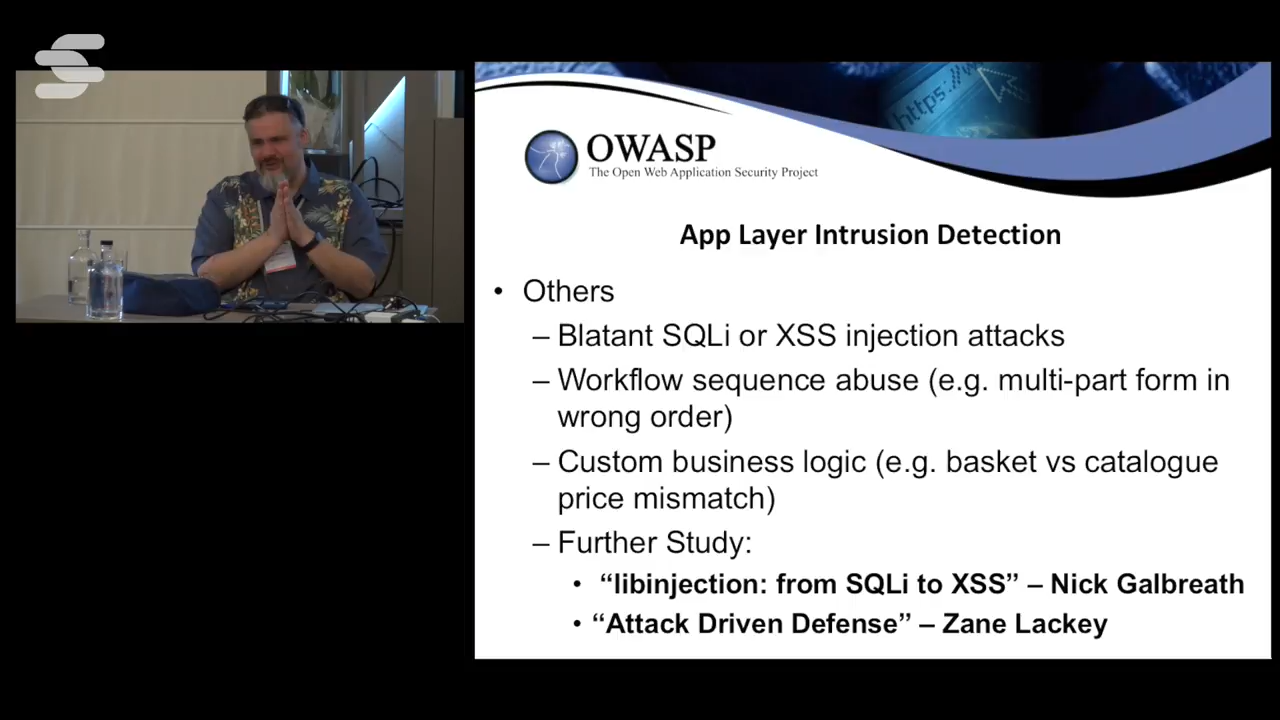 https://w
OWASP
The Open Web Application Security Project
App Layer Intrusion Detection
• Others
– Blatant SQLi or XSS injection attacks
– Workflow sequence abuse (e.g. multi-part form in
wrong order)
– Custom business logic (e.g. basket vs catalogue
price mismatch)
– Further Study:
• “libinjection: from SQLi to XSS” – Nick Galbreath
• “Attack Driven Defense” – Zane Lackey